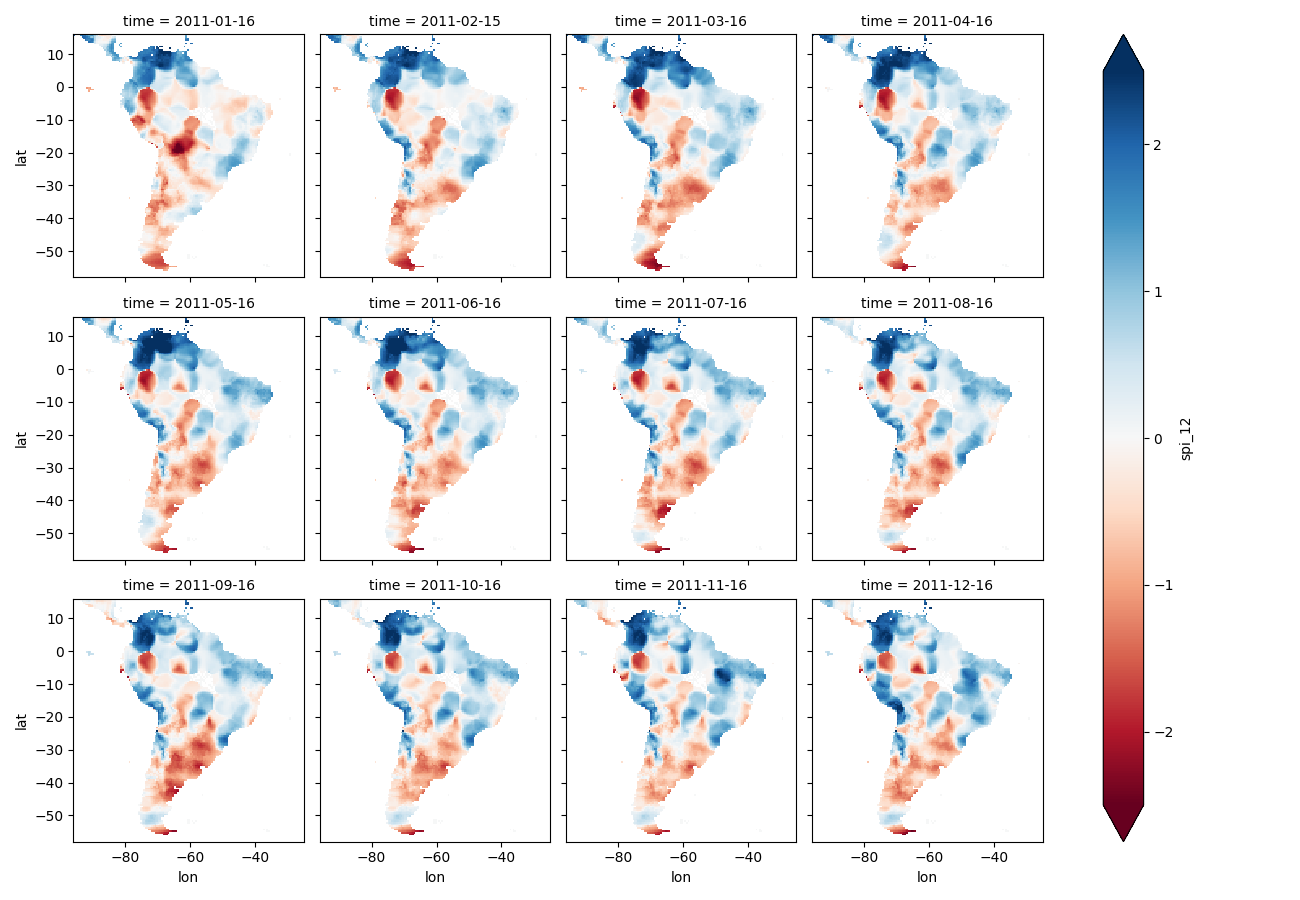 time = 2011-01-16
time = 2011-02-15
time = 2011-03-16
time = 2011-04-16
10
0
−10
−20
−30
−40
−50
lat
time = 2011-05-16
time = 2011-06-16
time = 2011-07-16
time = 2011-08-16
10
0
−10
−20
−30
−40
−50
lat
time = 2011-09-16
time = 2011-10-16
time = 2011-11-16
time = 2011-12-16
10
0
−10
−20
−30
−40
−50
lat
−80 −60 −40
lon
−80 −60 −40
lon
−80 −60 −40
lon
−80 −60 −40
lon
2
1
0
−1
−2
spi_12